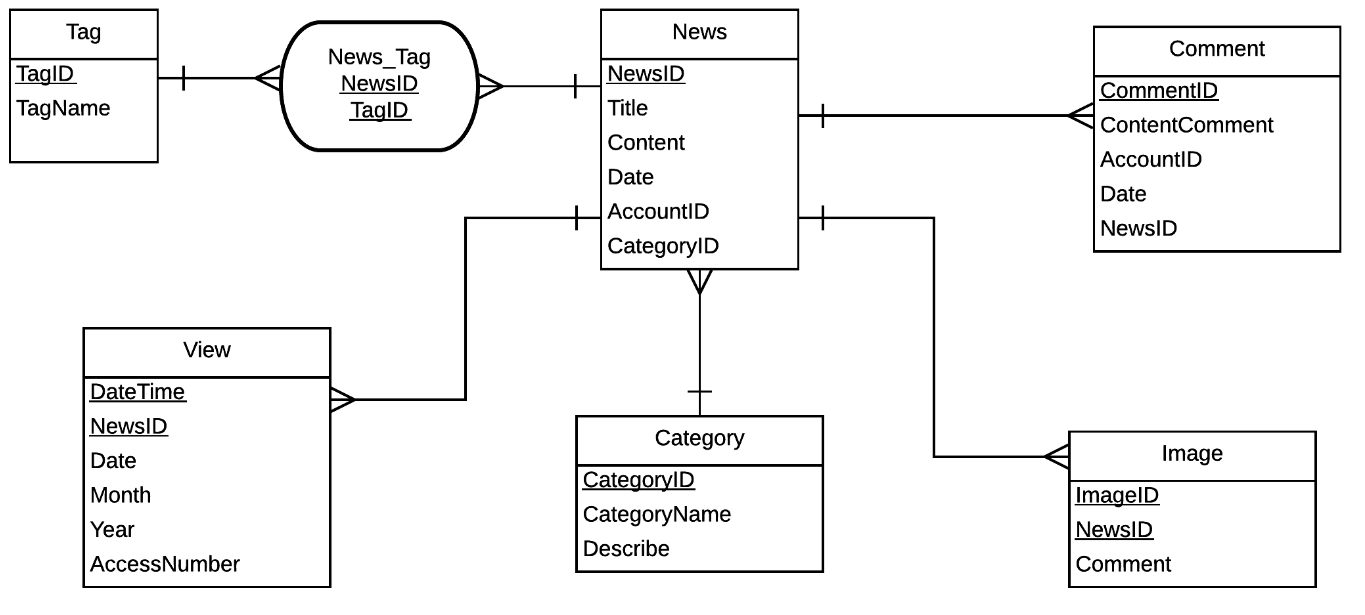 Tag
TagID
TagName
News_Tag
NewsID
TagID
News
NewsID
Title
Content
Date
AccountID
CategoryID
Comment
CommentID
ContentComment
AccountID
Date
NewsID
View
DateTime
NewsID
Date
Month
Year
AccessNumber
Category
CategoryID
CategoryName
Describe
Image
ImageID
NewsID
Comment